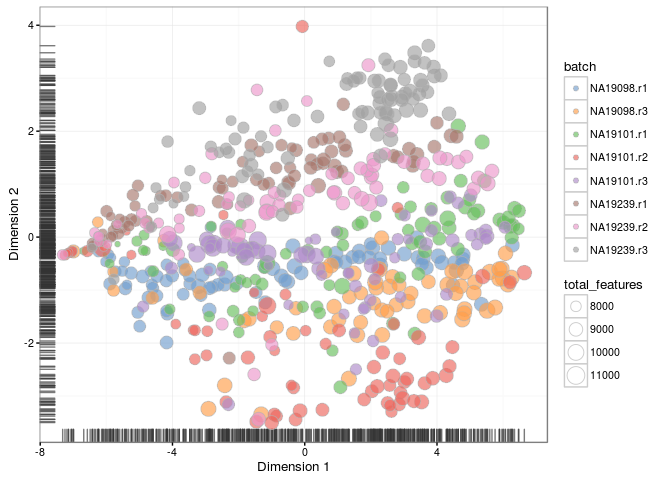 4
2
0
-2
-8
-4
0
4
Dimension 1
Dimension 2
batch
NA19098.r1
NA19098.r3
NA19101.r1
NA19101.r2
NA19101.r3
NA19239.r1
NA19239.r2
NA19239.r3
total_features
8000
9000
10000
11000